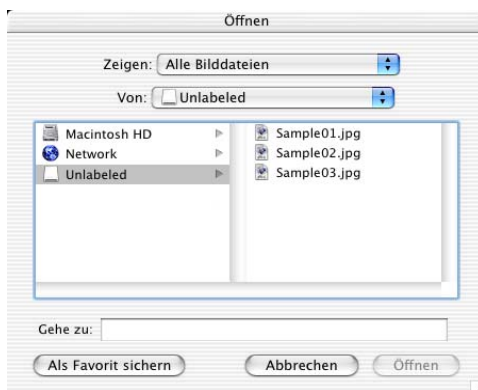 Öffnen
Zeigen: Alle Bilddateien
Von: Unlabeled
Macintosh HD
Network
Unlabeled
Sample01.jpg
Sample02.jpg
Sample03.jpg
Gehe zu:
Als Favorit sichern
Abbrechen
Öffnen